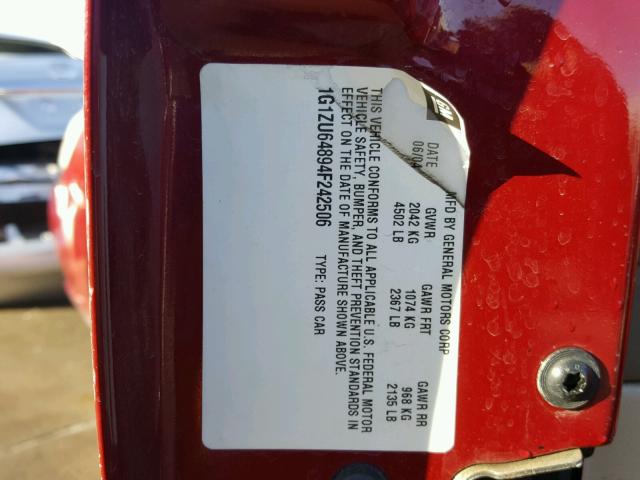 GM
MFD BY GENERAL MOTORS CORP
DATE GVWR GAWR FRT GAWR RR
06/04 2042 KG 1074 KG 968 KG
4502 LB 2367 LB 2135 LB
THIS VEHICLE CONFORMS TO ALL APPLICABLE U.S. FEDERAL MOTOR
VEHICLE SAFETY, BUMPER, AND THEFT PREVENTION STANDARDS IN
EFFECT ON THE DATE OF MANUFACTURE SHOWN ABOVE.
1G1ZU64894F242506 TYPE: PASS CAR